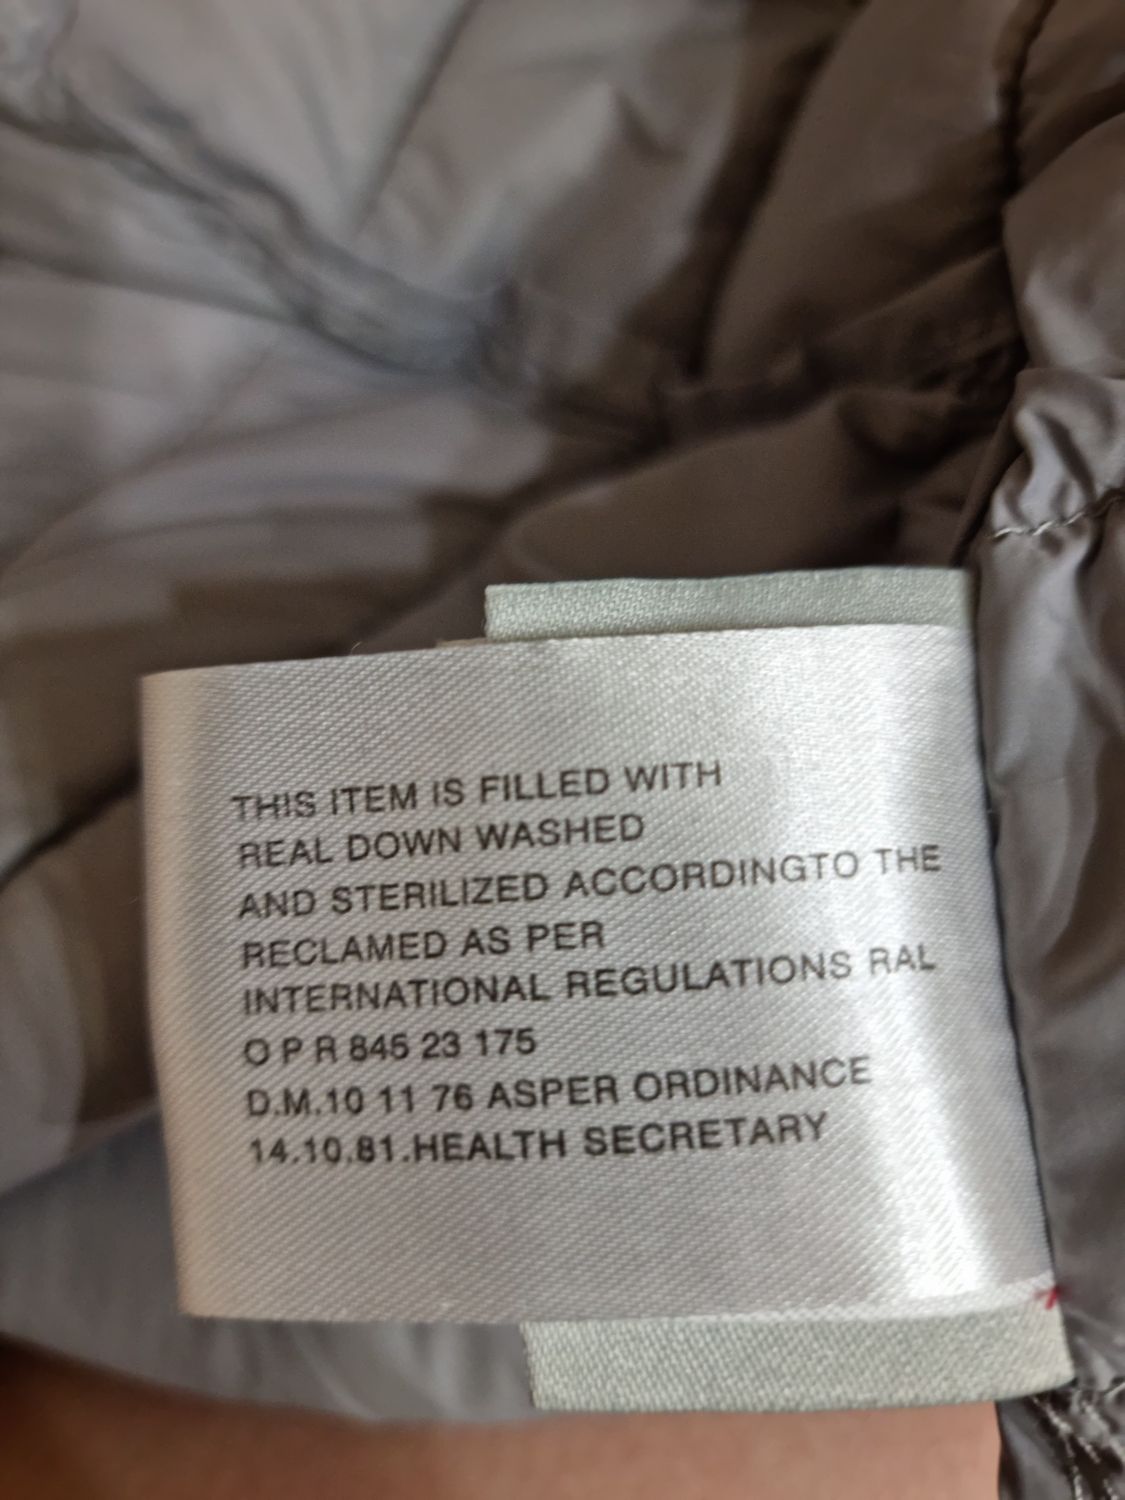 THIS ITEM IS FILLED WITH
REAL DOWN WASHED
AND STERILIZED ACCORDINGTO THE
RECLAMED AS PER
INTERNATIONAL REGULATIONS RAL
O P R 845 23 175
D.M.10 11 76 ASPER ORDINANCE
14.10.81.HEALTH SECRETARY